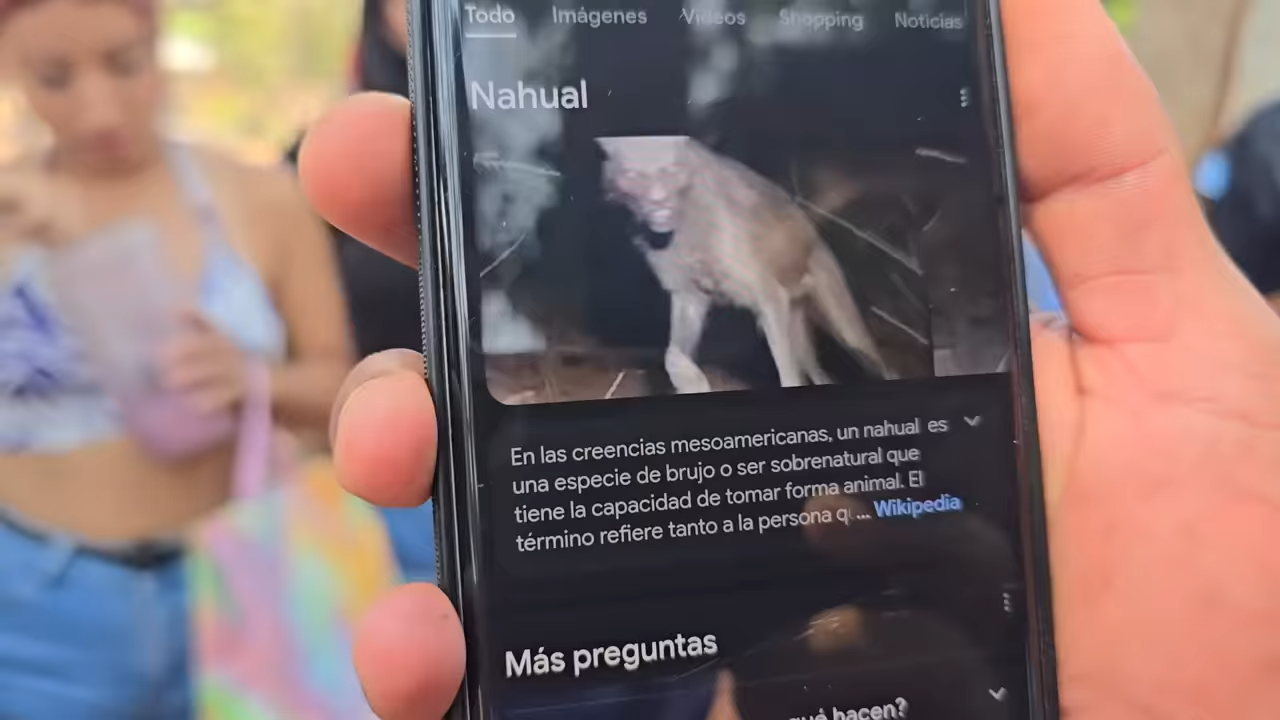 Todo Imágenes Videos Shopping Noticias
Nahual
En las creencias mesoamericanas, un nahual es
una especie de brujo o ser sobrenatural que
tiene la capacidad de tomar forma animal. El
término refiere tanto a la persona q... Wikipedia
Más preguntas
qué hacen?